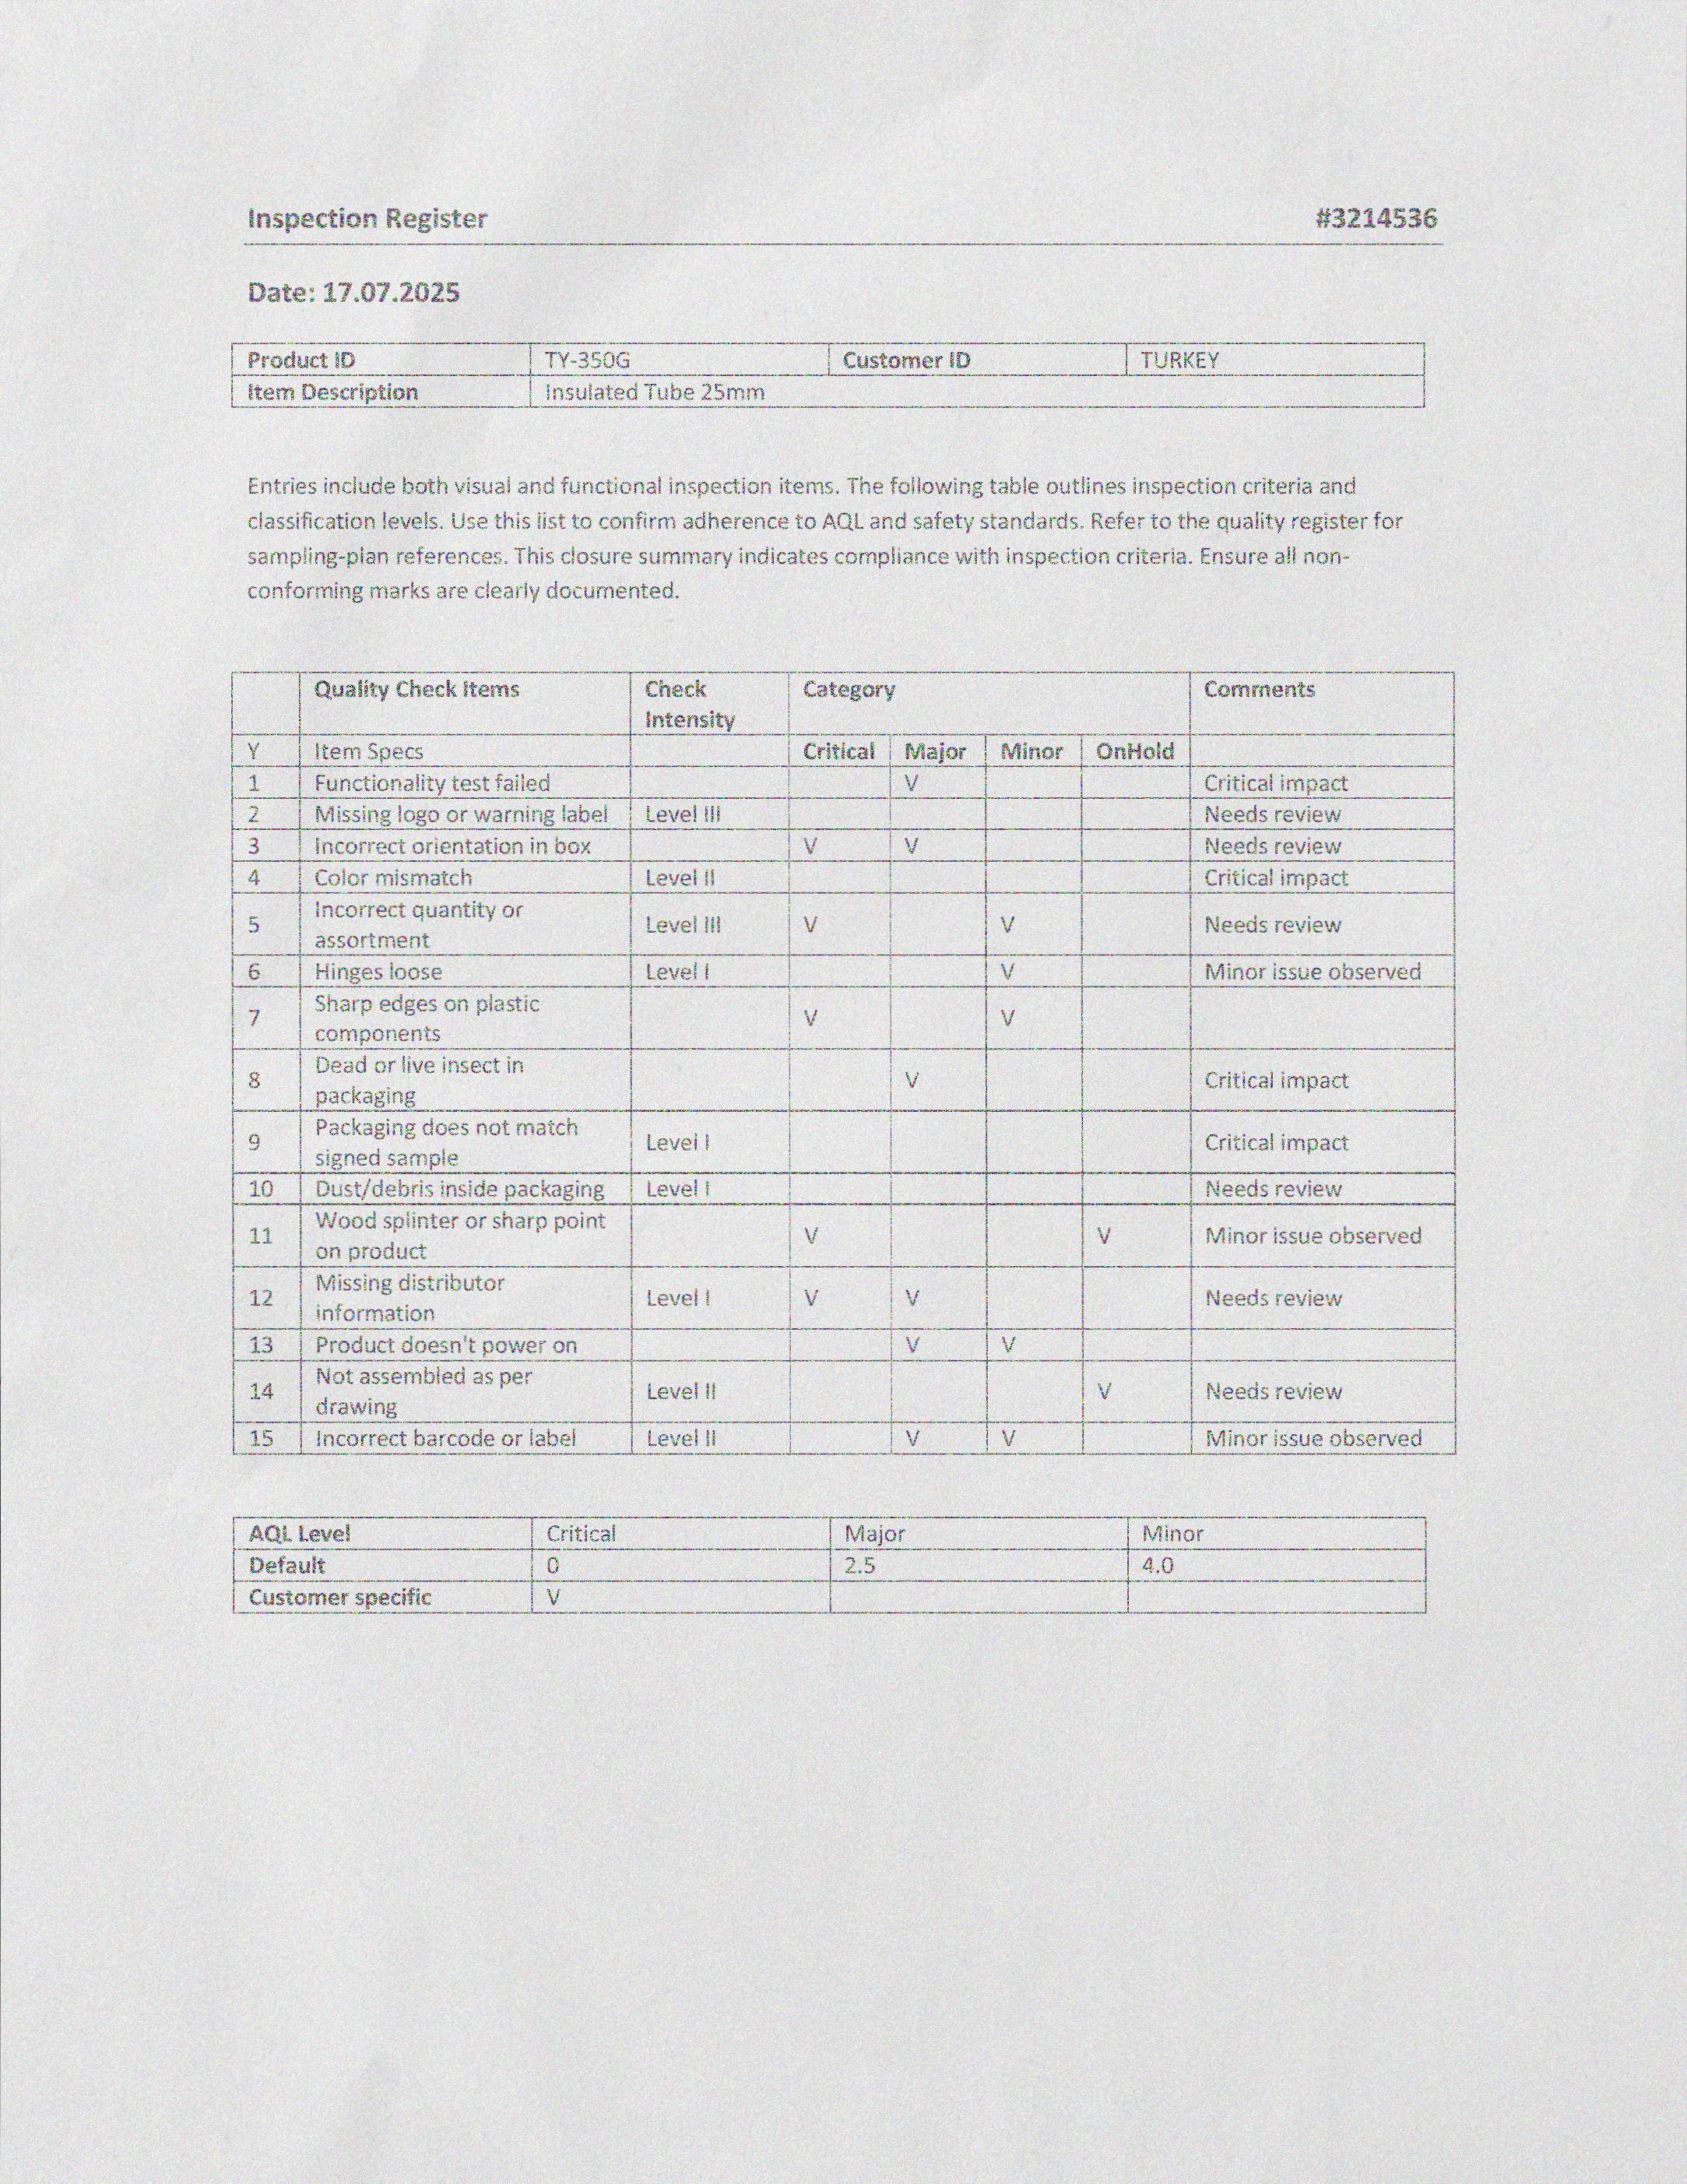 Inspection Register #3214536
Date: 17.07.2025
Product ID TY-350G Customer ID TURKEY
Item Description Insulated Tube 25mm
Entries include both visual and functional inspection items. The following table outlines inspection criteria and
classification levels. Use this list to confirm adherence to AQL and safety standards. Refer to the quality register for
sampling-plan references. This closure summary indicates compliance with inspection criteria. Ensure all non-
conforming marks are clearly documented.
Quality Check Items Check Category Comments
Intensity
Y Item Specs Critical Major Minor OnHold
1 Functionality test failed V Critical impact
2 Missing logo or warning label Level III Needs review
3 Incorrect orientation in box V V Needs review
4 Color mismatch Level II Critical impact
5 Incorrect quantity or Level III V V Needs review
assortment
6 Hinges loose Level I V Minor issue observed
7 Sharp edges on plastic V V
components
8 Dead or live insect in V Critical impact
packaging
9 Packaging does not match Level I Critical impact
signed sample
10 Dust/debris inside packaging Level I Needs review
11 Wood splinter or sharp point V V Minor issue observed
on product
12 Missing distributor Level I V V Needs review
information
13 Product doesn't power on V V
14 Not assembled as per Level II V Needs review
drawing
15 Incorrect barcode or label Level II V V Minor issue observed
AQL Level Critical Major Minor
Default 0 2.5 4.0
Customer specific V